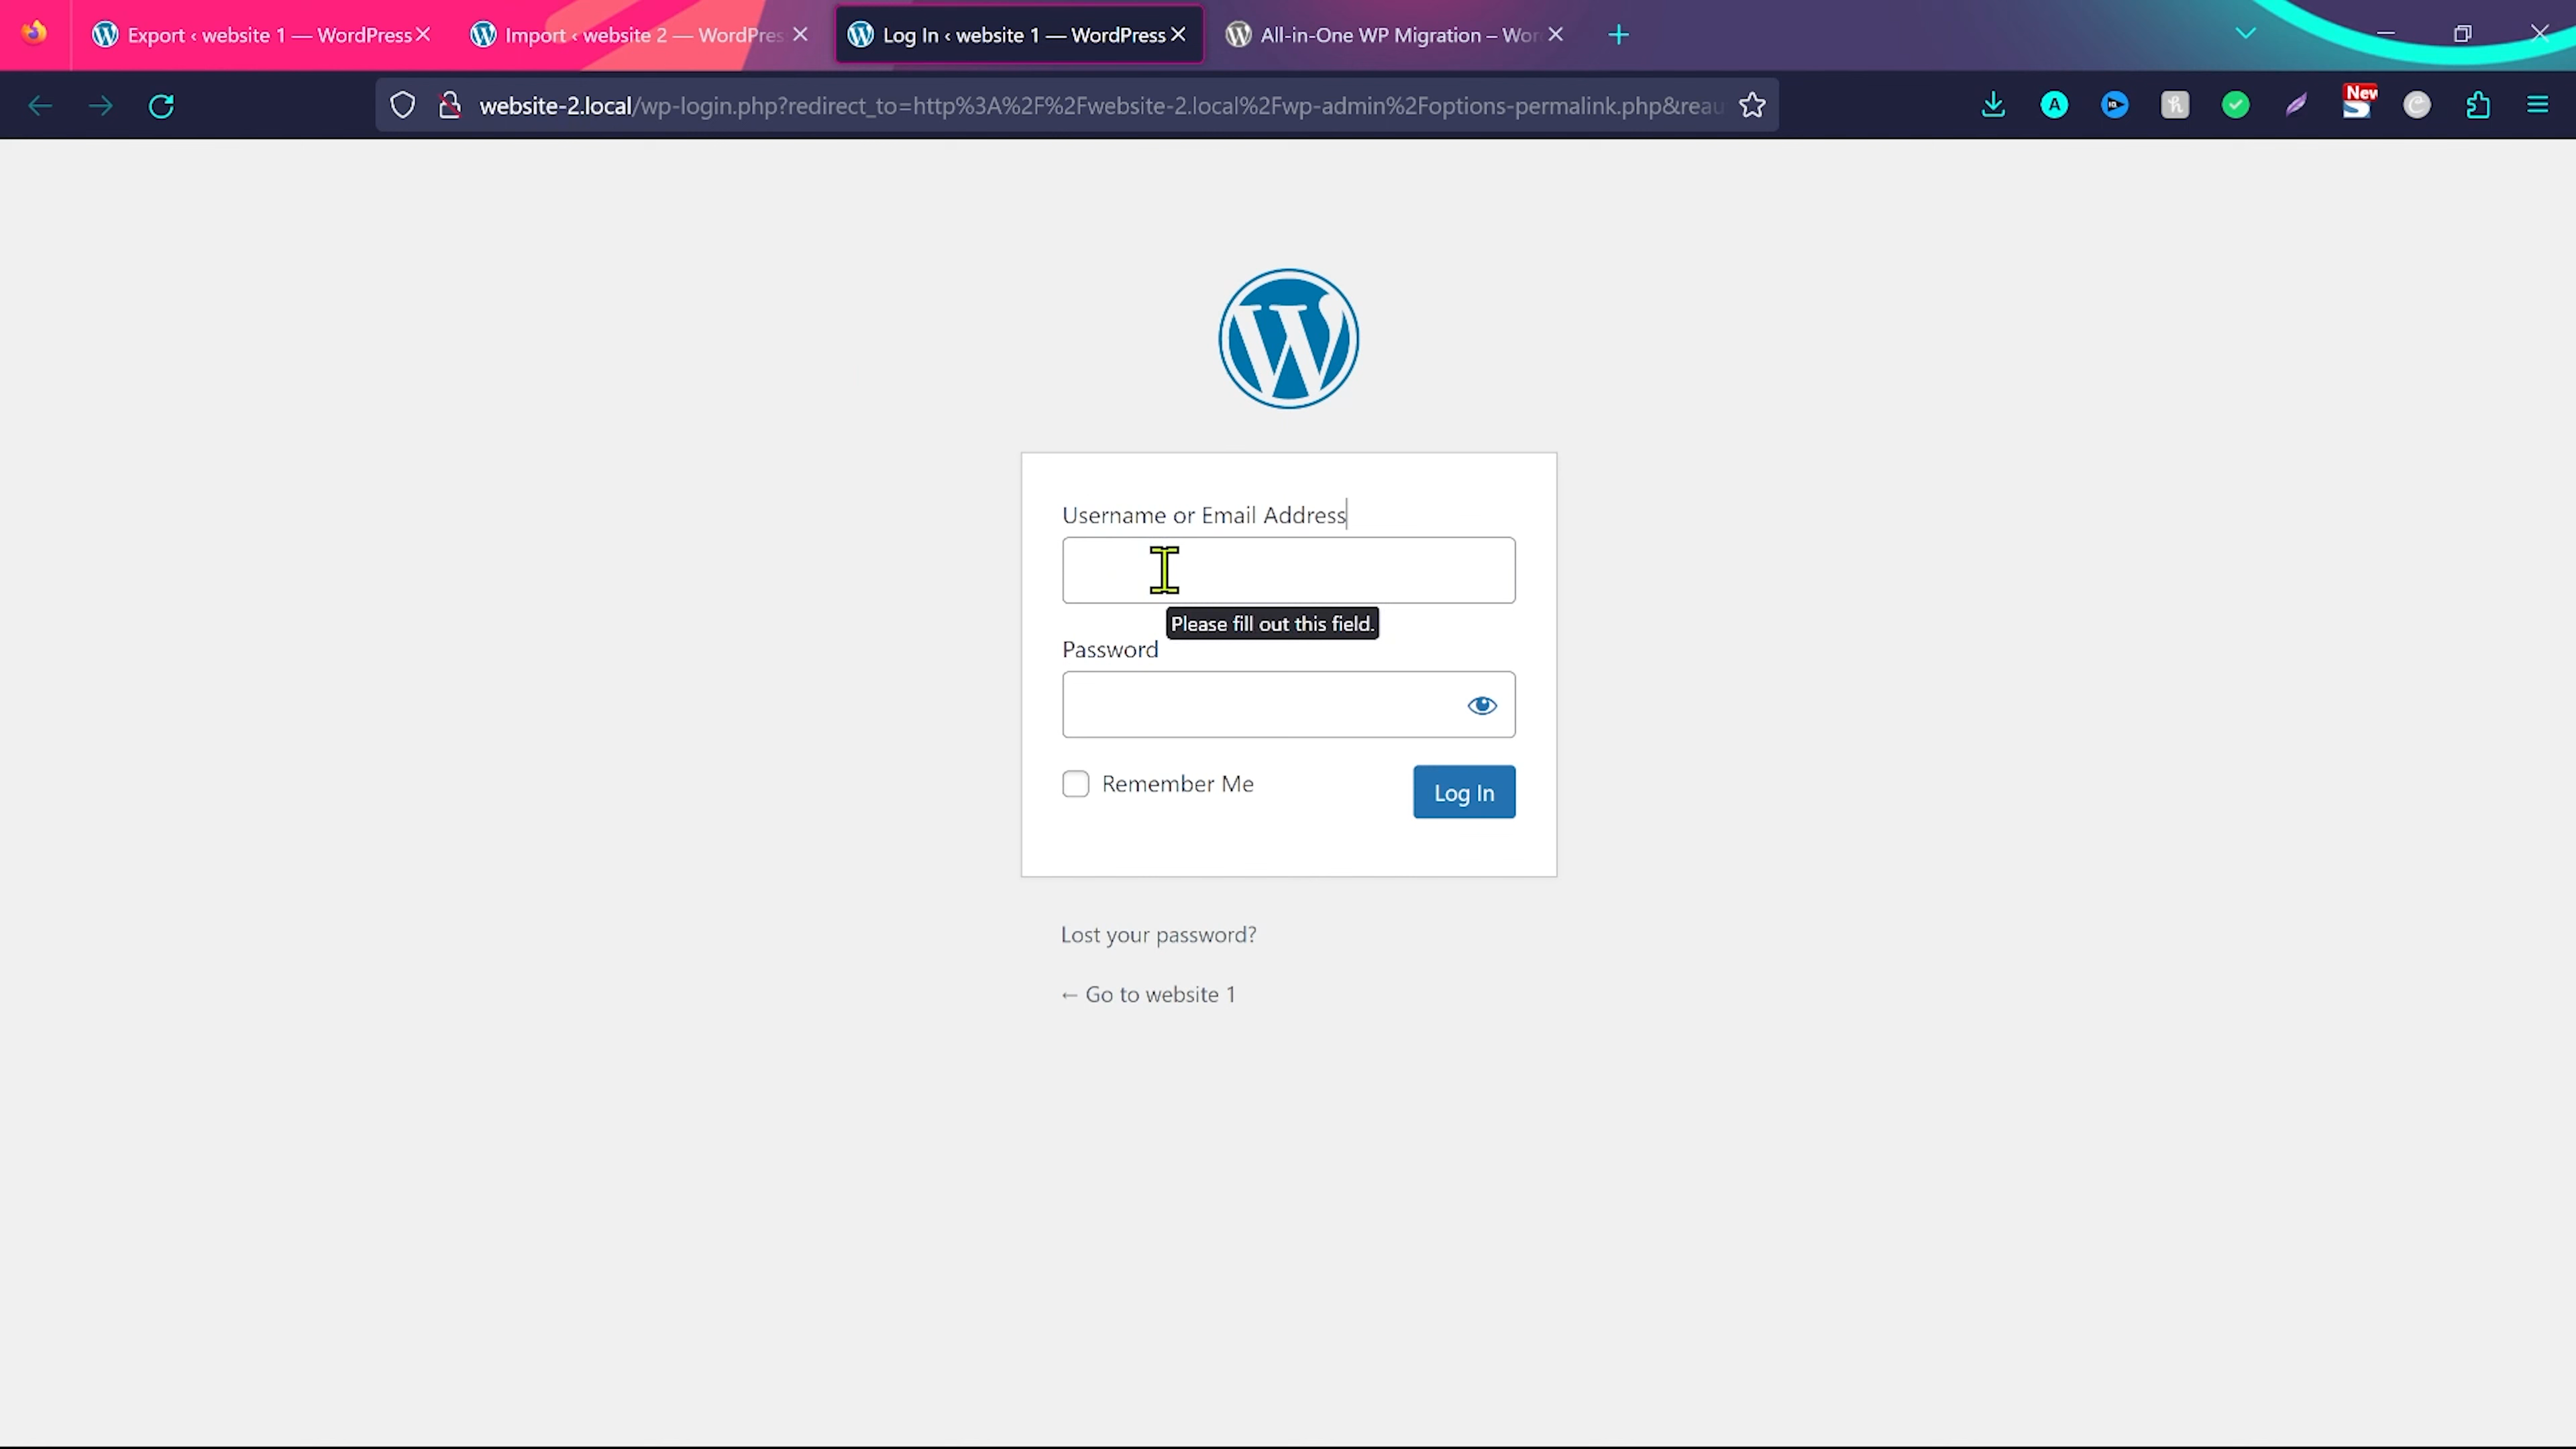 Export ‹ website 1 — WordPress
Import ‹ website 2 — WordPres
Log In ‹ website 1 — WordPress
All-in-One WP Migration – Wor
website-2.local/wp-login.php?redirect_to=http%3A%2F%2Fwebsite-2.local%2Fwp-admin%2Foptions-permalink.php&reau
New
Username or Email Address
Please fill out this field.
Password
Remember Me
Log In
Lost your password?
← Go to website 1